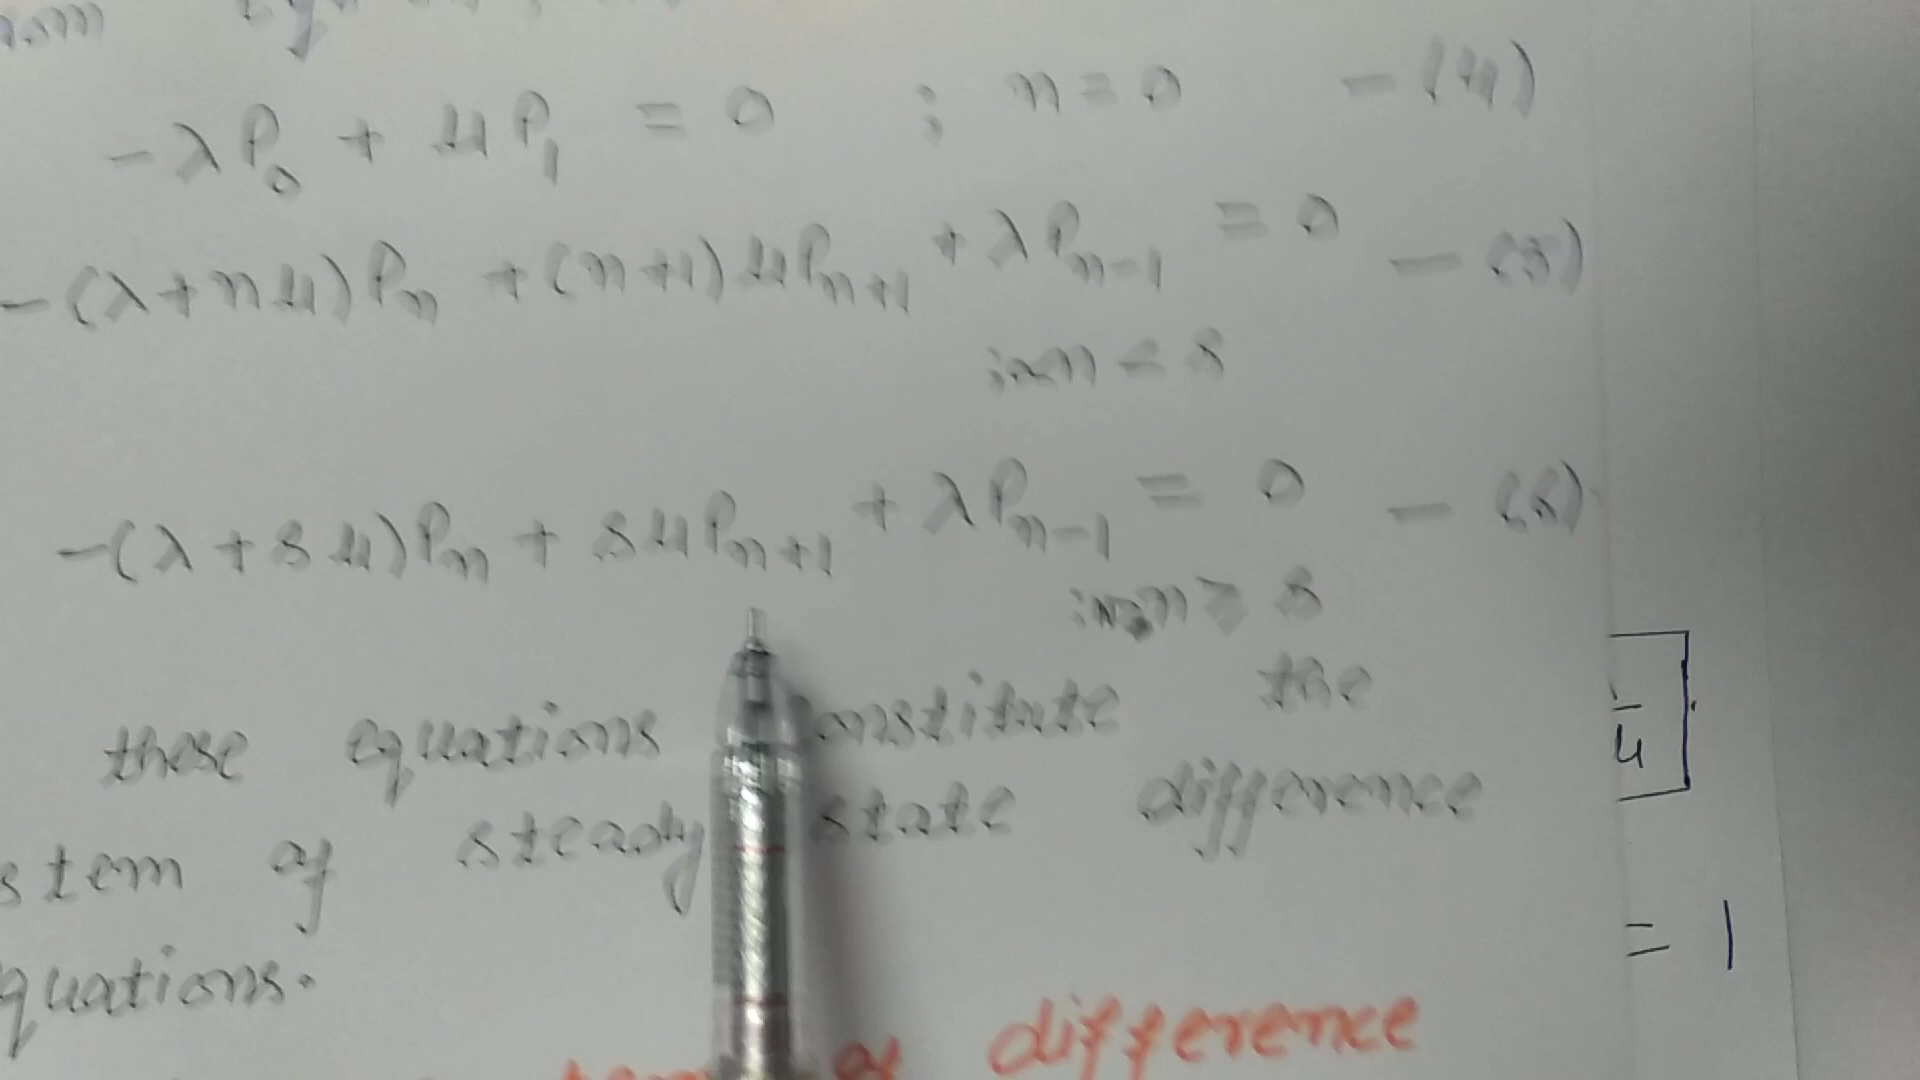 -λP₀ + μP₁ = 0 ; n = 0 - (4)
-(λ+nμ)Pₙ + (n+1)μPₙ₊₁ + λPₙ₋₁ = 0 - (5)
n < s
-(λ+sμ)Pₙ + sμPₙ₊₁ + λPₙ₋₁ = 0 - (6)
n ≥ s
these equations constitute the
stem of steady state difference
quations.
of difference
= 1